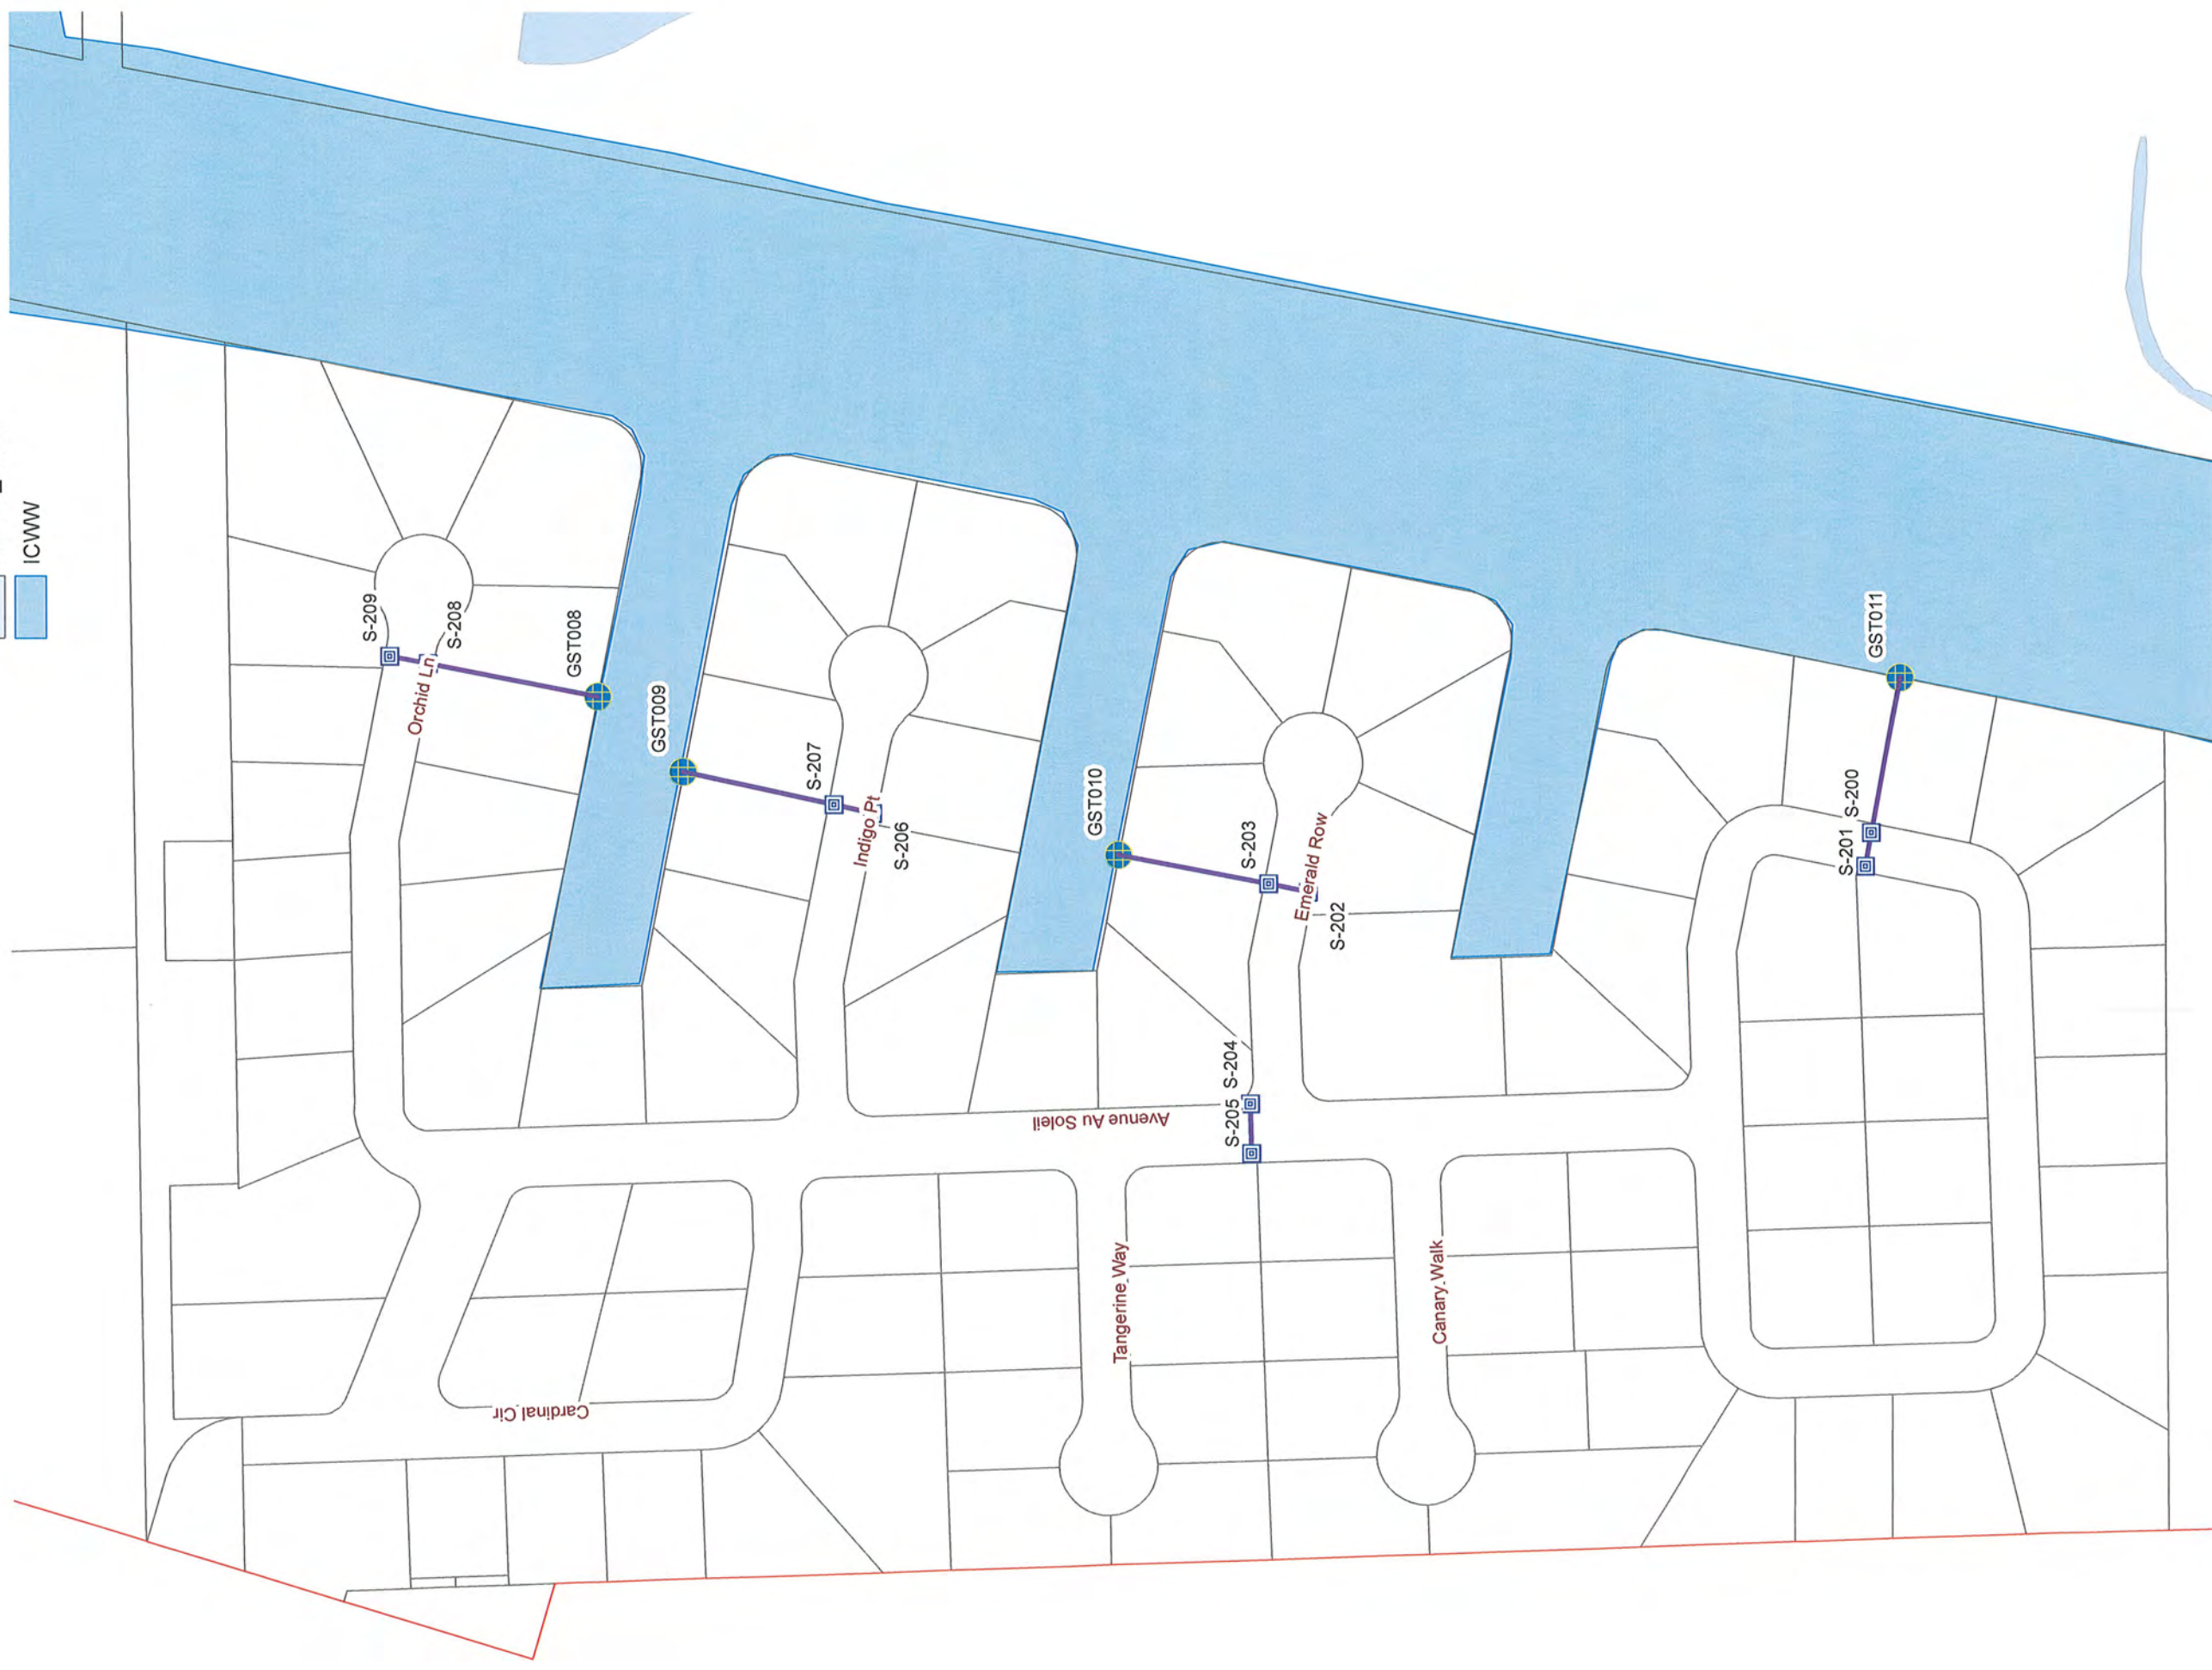 ICWW
S-209
S-208
Orchid Ln
GST008
GST009
S-207
Indigo Pt
S-206
GST010
S-203
Emerald Row
S-202
GST011
S-200
S-201
S-204
S-205
Avenue Au Soleil
Tangerine Way
Canary Walk
Cardinal Cir